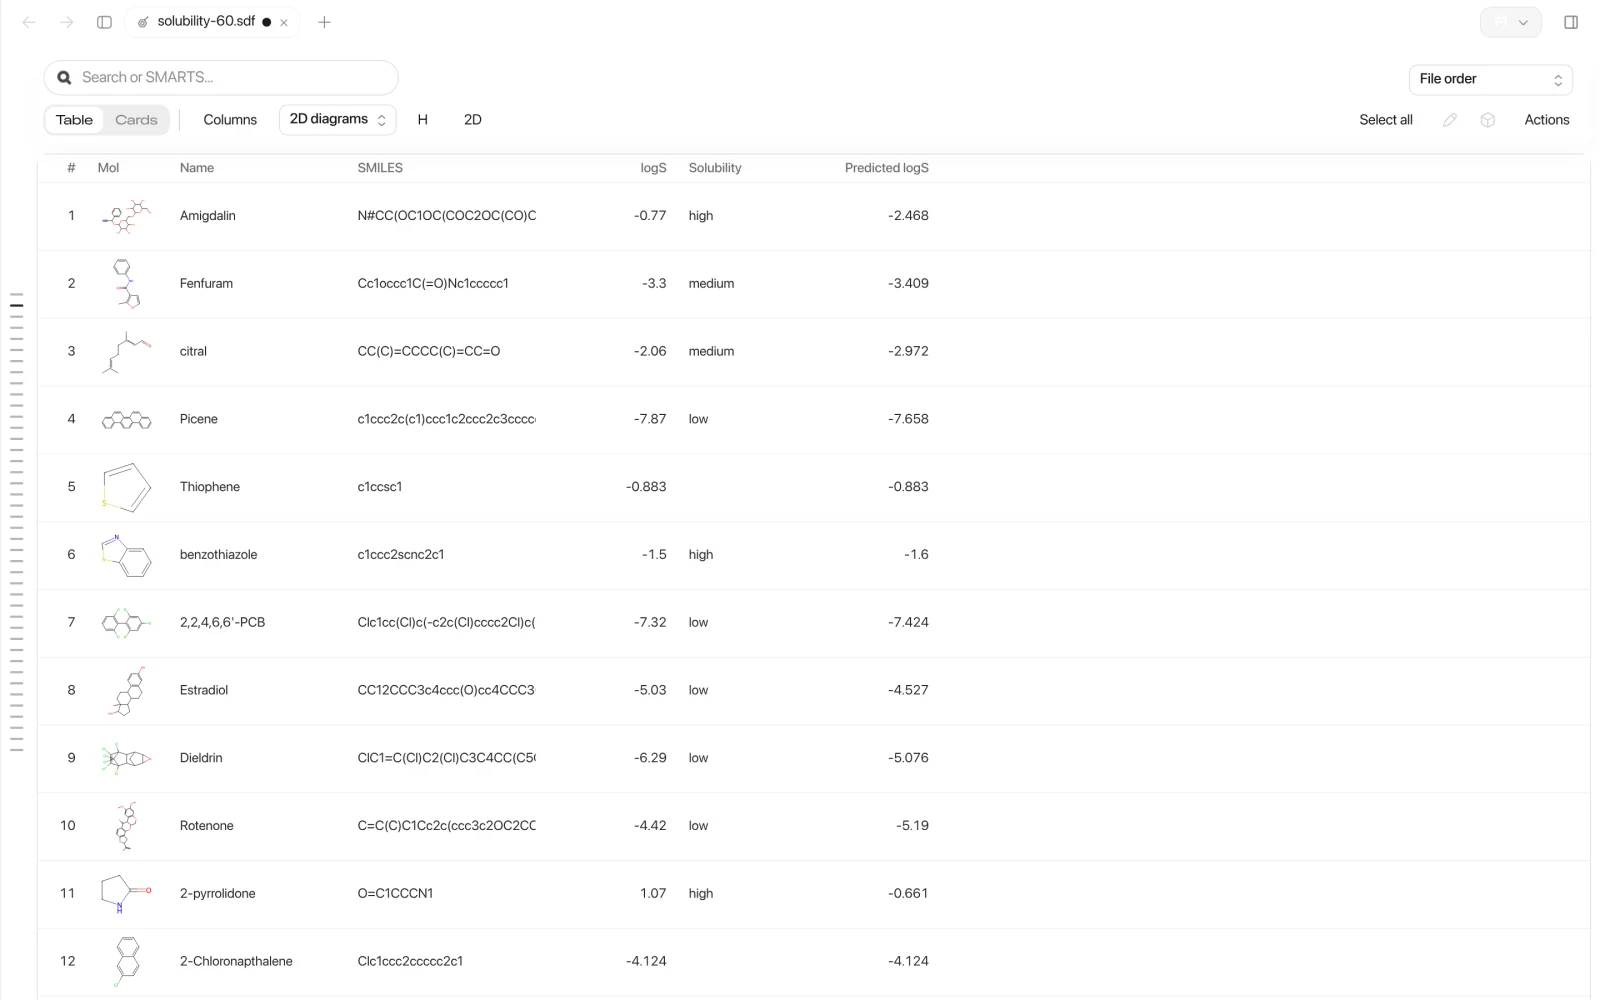 solubility-60.sdf
Search or SMARTS...
File order
Table Cards Columns 2D diagrams H 2D Select all Actions
# Mol Name SMILES logS Solubility Predicted logS
1 Amigdalin N#CC(OC1OC(COC2OC(CO)C -0.77 high -2.468
2 Fenfuram Cc1occc1C(=O)Nc1ccccc1 -3.3 medium -3.409
3 citral CC(C)=CCCC(C)=CC=O -2.06 medium -2.972
4 Picene c1ccc2c(c1)ccc1c2ccc2c3cccc -7.87 low -7.658
5 Thiophene c1ccsc1 -0.883 -0.883
6 benzothiazole c1ccc2scnc2c1 -1.5 high -1.6
7 2,2,4,6,6'-PCB Clc1cc(Cl)c(-c2c(Cl)cccc2Cl)c( -7.32 low -7.424
8 Estradiol CC12CCC3c4ccc(O)cc4CCC3 -5.03 low -4.527
9 Dieldrin ClC1=C(Cl)C2(Cl)C3C4CC(C5 -6.29 low -5.076
10 Rotenone C=C(C)C1Cc2c(ccc3c2OC2CC -4.42 low -5.19
11 2-pyrrolidone O=C1CCCN1 1.07 high -0.661
12 2-Chloronapthalene Clc1ccc2ccccc2c1 -4.124 -4.124